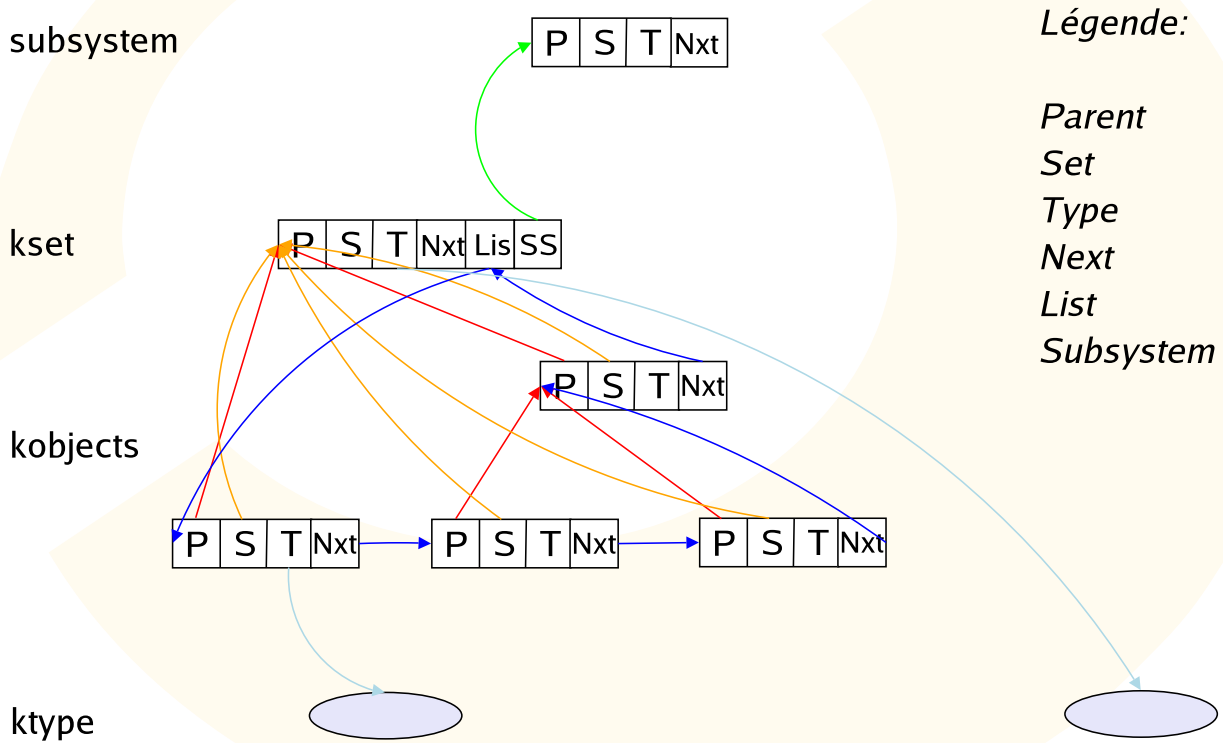 subsystem
P S T Nxt
Légende:
Parent
Set
Type
Next
List
Subsystem
kset
P S T Nxt Lis SS
P S T Nxt
kobjects
P S T Nxt
P S T Nxt
P S T Nxt
ktype